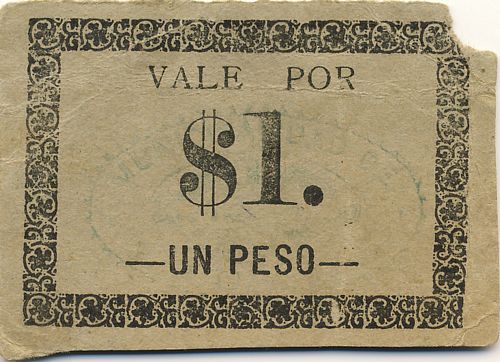 VALE POR
$1.
—UN PESO—